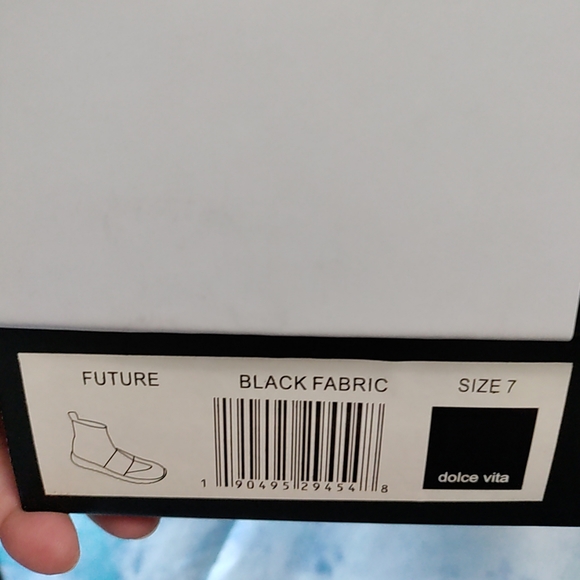 FUTURE
BLACK FABRIC
SIZE 7
1 90495 29454 8
dolce vita